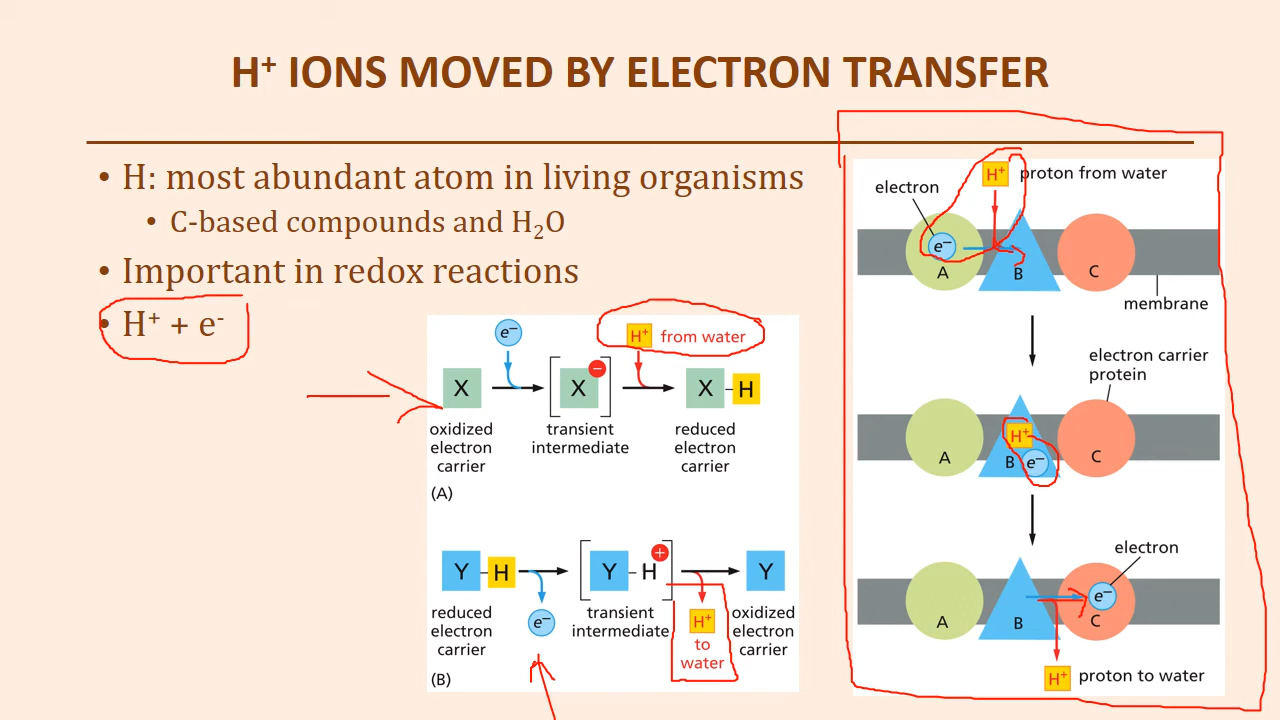 H⁺ IONS MOVED BY ELECTRON TRANSFER
• H: most abundant atom in living organisms
• C-based compounds and H₂O
• Important in redox reactions
• H⁺ + e⁻
e⁻
H⁺ from water
X
X
−
X H
oxidized electron carrier
transient intermediate
reduced electron carrier
(A)
Y H
Y H
+
Y
e⁻
H⁺
to
water
reduced electron carrier
transient intermediate
oxidized electron carrier
(B)
H⁺ proton from water
electron
e⁻
A
B
C
membrane
electron carrier
protein
H⁺
e⁻
A
B
C
electron
e⁻
A
B
C
H⁺ proton to water